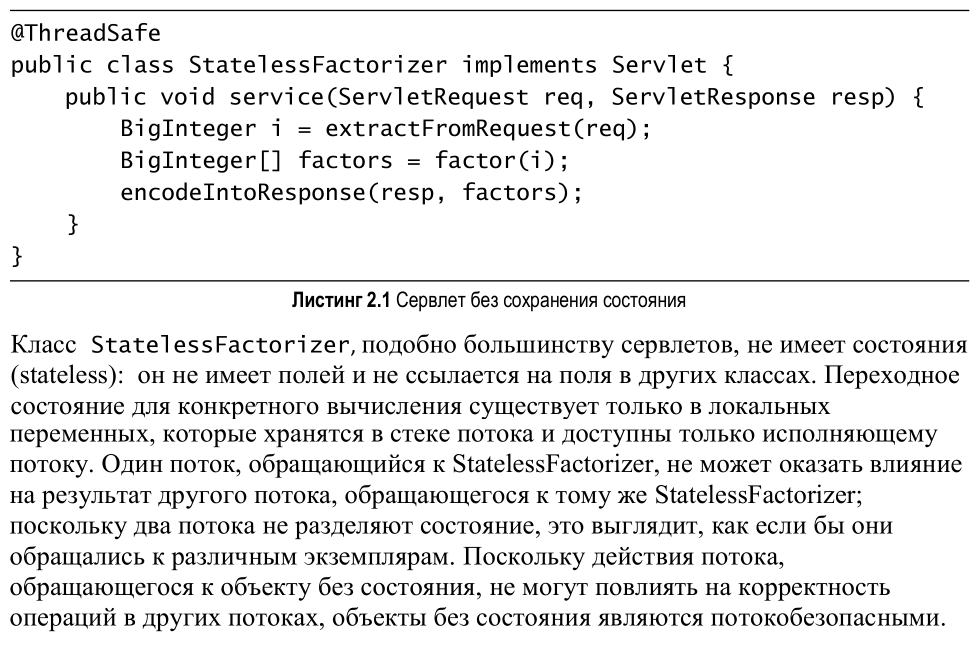 @ThreadSafe
public class StatelessFactorizer implements Servlet {
    public void service(ServletRequest req, ServletResponse resp) {
        BigInteger i = extractFromRequest(req);
        BigInteger[] factors = factor(i);
        encodeIntoResponse(resp, factors);
    }
}
Листинг 2.1 Сервлет без сохранения состояния
Класс StatelessFactorizer, подобно большинству сервлетов, не имеет состояния
(stateless): он не имеет полей и не ссылается на поля в других классах. Переходное
состояние для конкретного вычисления существует только в локальных
переменных, которые хранятся в стеке потока и доступны только исполняющему
потоку. Один поток, обращающийся к StatelessFactorizer, не может оказать влияние
на результат другого потока, обращающегося к тому же StatelessFactorizer;
поскольку два потока не разделяют состояние, это выглядит, как если бы они
обращались к различным экземплярам. Поскольку действия потока,
обращающегося к объекту без состояния, не могут повлиять на корректность
операций в других потоках, объекты без состояния являются потокобезопасными.